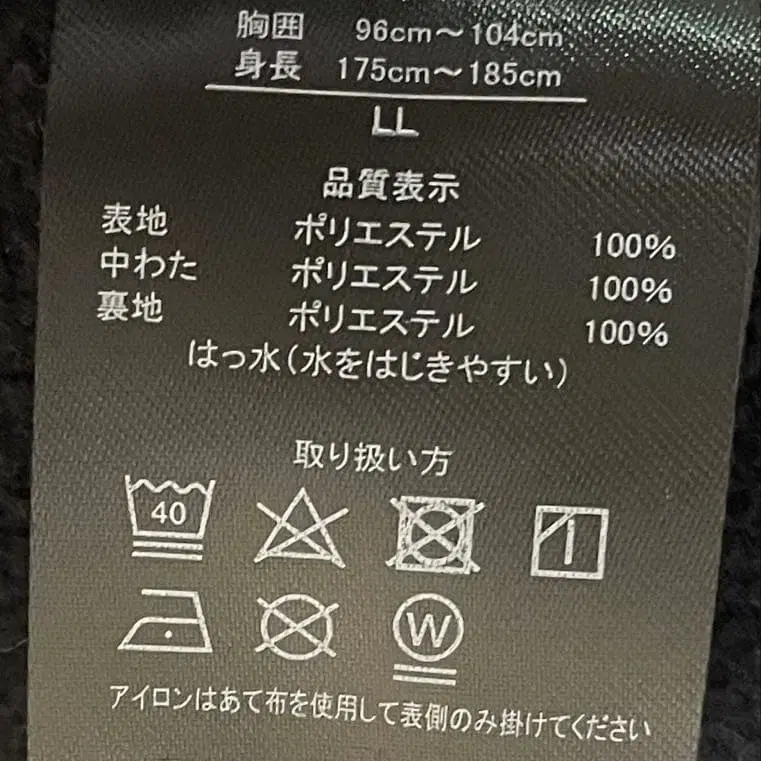 胸囲 96cm～104cm
身長 175cm～185cm
LL
品質表示
表地 ポリエステル 100%
中わた ポリエステル 100%
裏地 ポリエステル 100%
はっ水(水をはじきやすい)
取り扱い方
40
W
アイロンはあて布を使用して表側のみ掛けてください